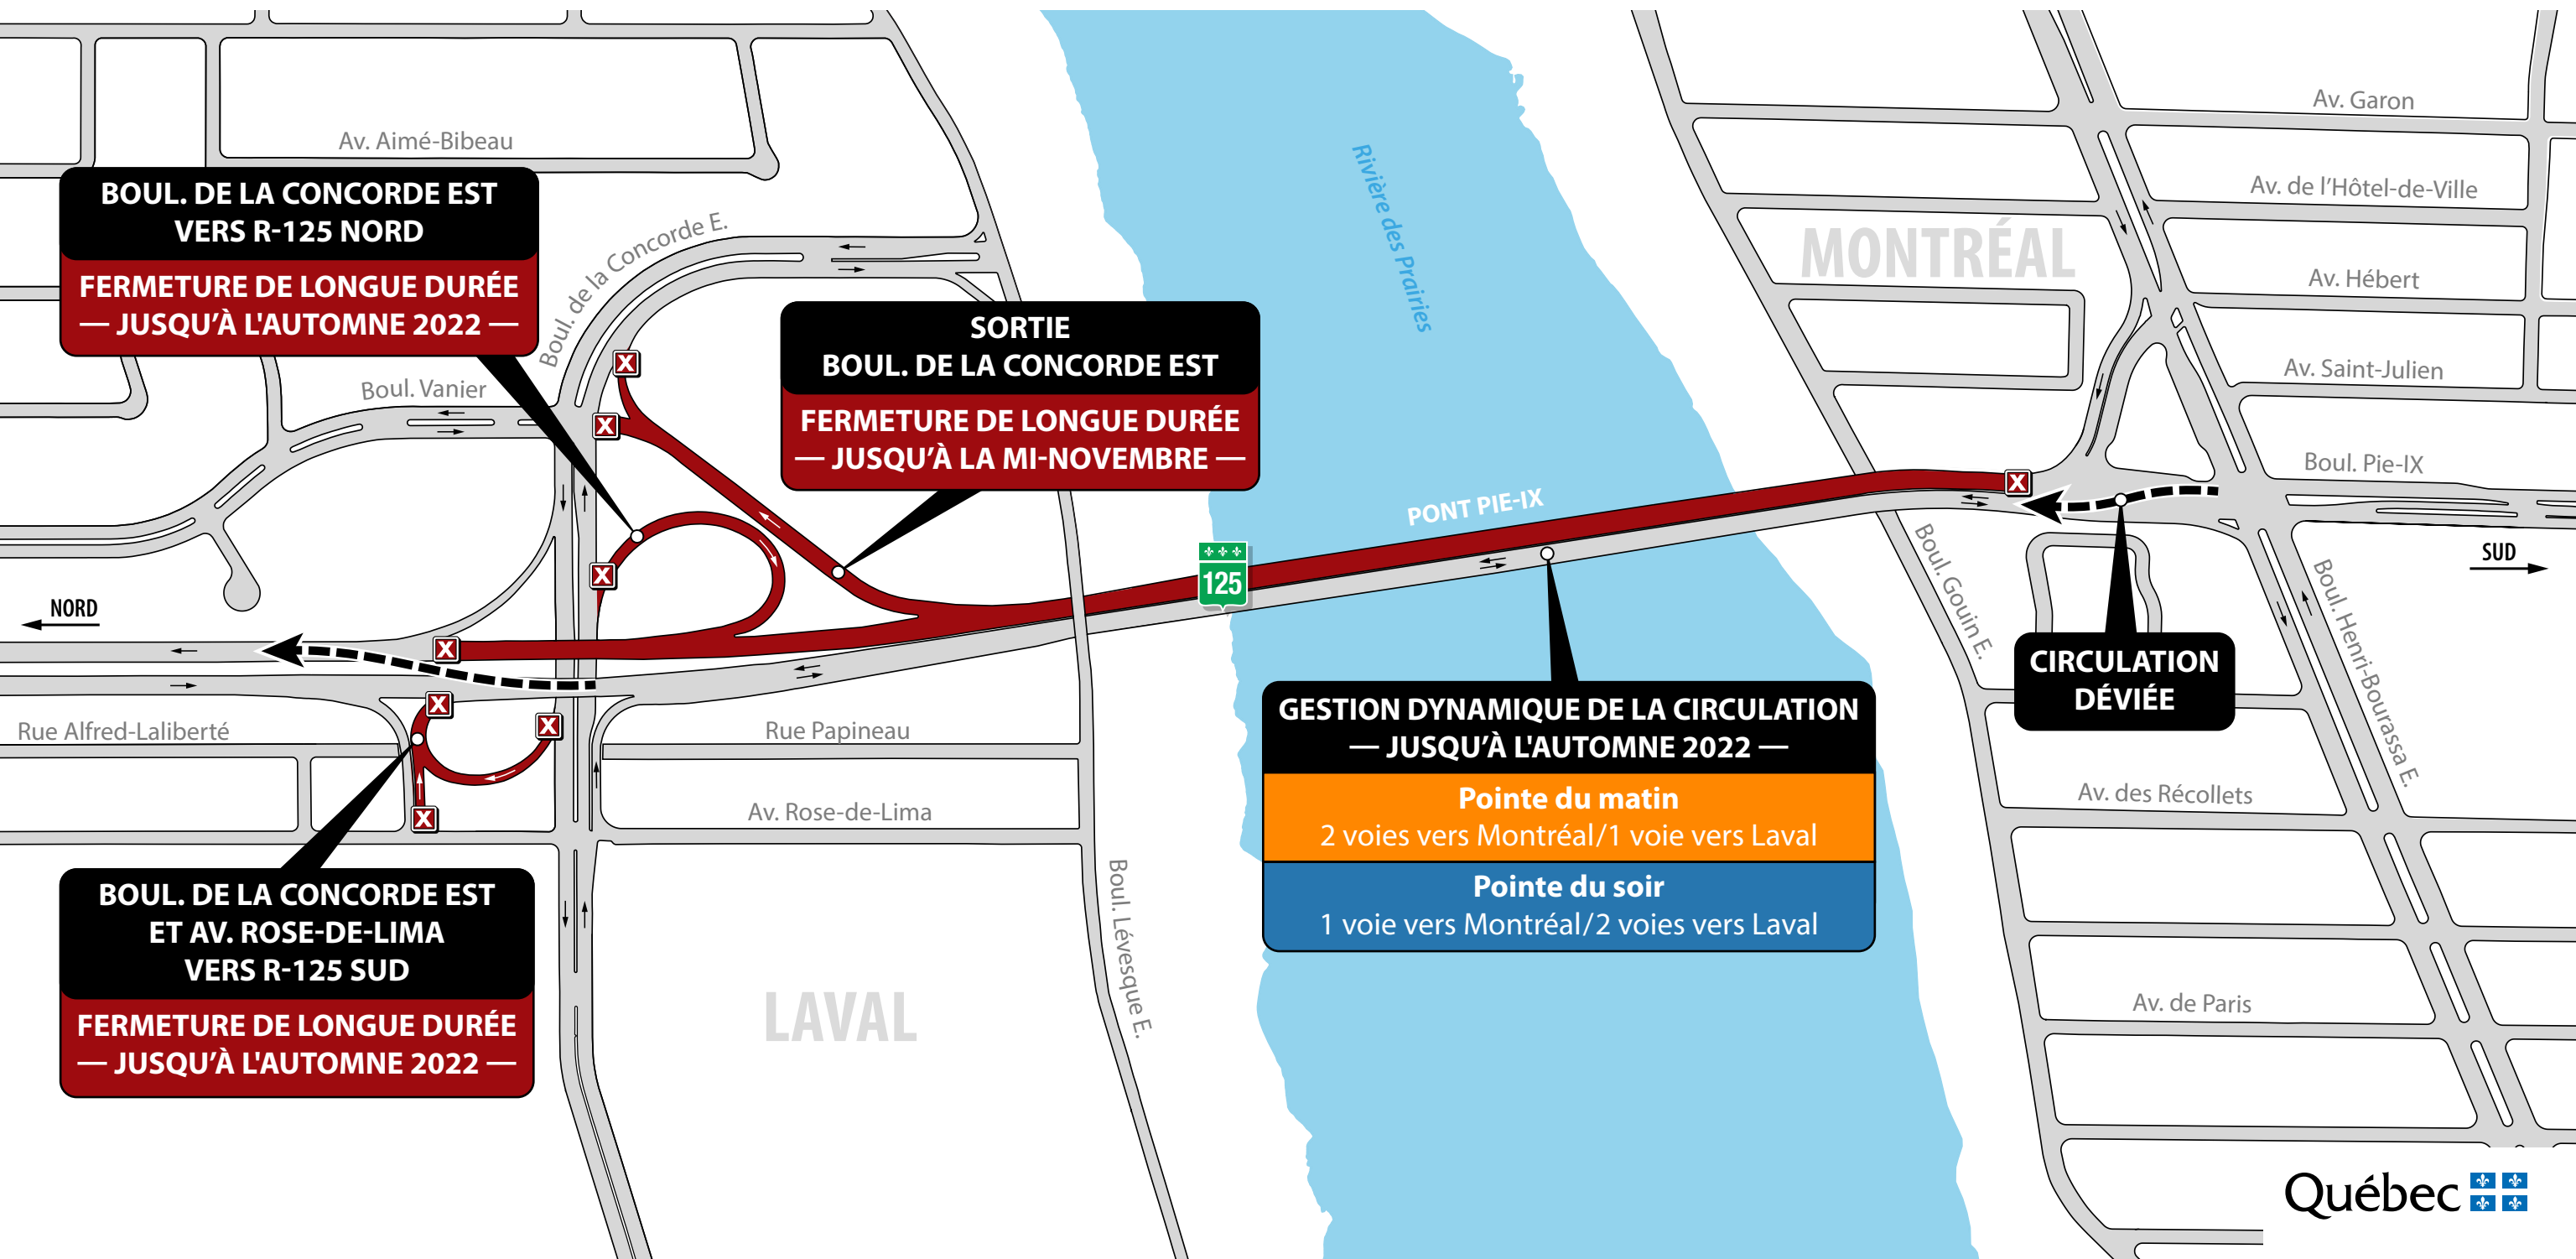 Av. Garon
Av. Aimé-Bibeau
Av. de l'Hôtel-de-Ville
BOUL. DE LA CONCORDE EST
VERS R-125 NORD
FERMETURE DE LONGUE DURÉE
— JUSQU'À L'AUTOMNE 2022 —
Boul. de la Concorde E.
Rivière des Prairies
MONTRÉAL
Av. Hébert
SORTIE
BOUL. DE LA CONCORDE EST
FERMETURE DE LONGUE DURÉE
— JUSQU'À LA MI-NOVEMBRE —
Av. Saint-Julien
Boul. Vanier
X
X
Boul. Pie-IX
X
PONT PIE-IX
125
X
SUD
NORD
Boul. Gouin E.
Boul. Henri-Bourassa E.
X
CIRCULATION
DÉVIÉE
X
X
Rue Alfred-Laliberté
Rue Papineau
GESTION DYNAMIQUE DE LA CIRCULATION
— JUSQU'À L'AUTOMNE 2022 —
Pointe du matin
2 voies vers Montréal/1 voie vers Laval
Pointe du soir
1 voie vers Montréal/2 voies vers Laval
Av. des Récollets
X
Av. Rose-de-Lima
BOUL. DE LA CONCORDE EST
ET AV. ROSE-DE-LIMA
VERS R-125 SUD
FERMETURE DE LONGUE DURÉE
— JUSQU'À L'AUTOMNE 2022 —
Boul. Lévesque E.
LAVAL
Av. de Paris
Québec